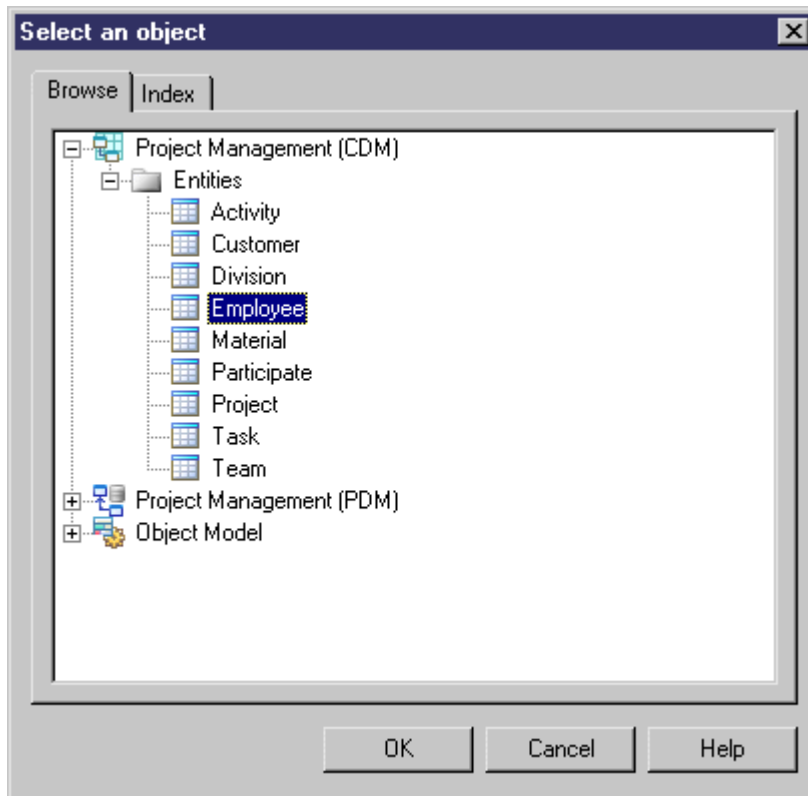 Select an object
Browse Index
Project Management (CDM)
Entities
Activity
Customer
Division
Employee
Material
Participate
Project
Task
Team
Project Management (PDM)
Object Model
OK Cancel Help